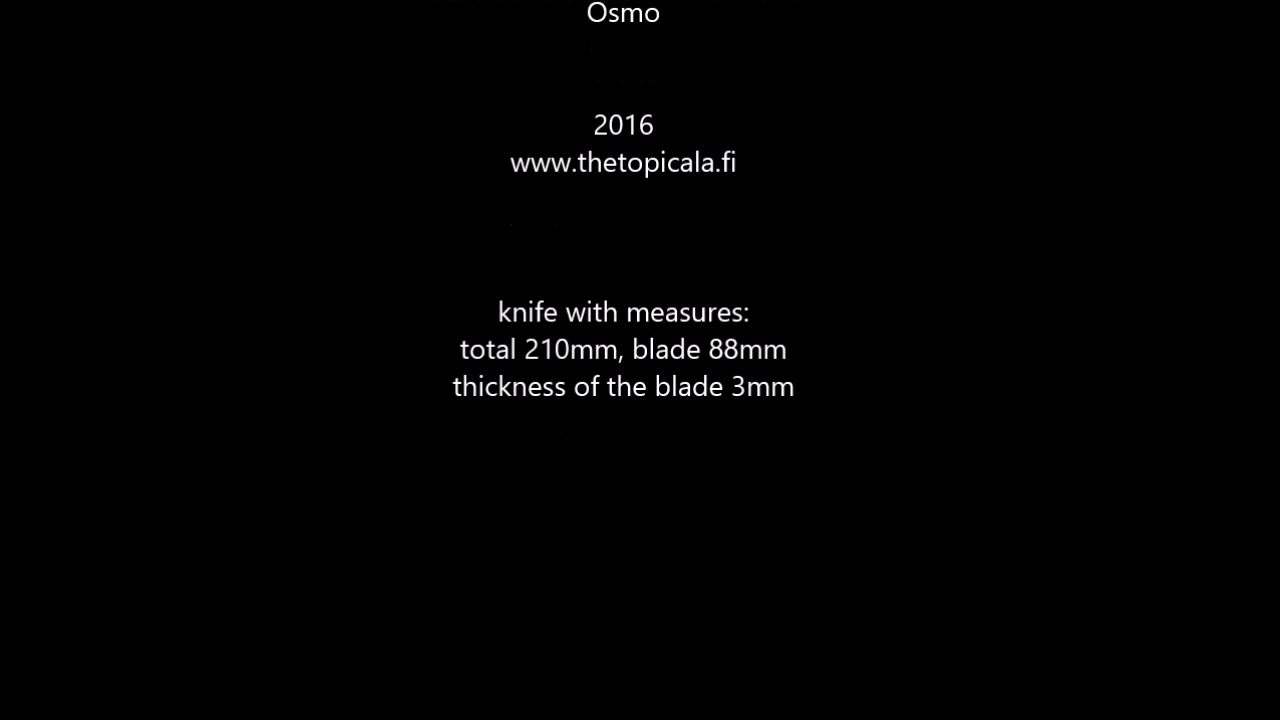 Osmo
2016
www.thetopicala.fi
knife with measures:
total 210mm, blade 88mm
thickness of the blade 3mm